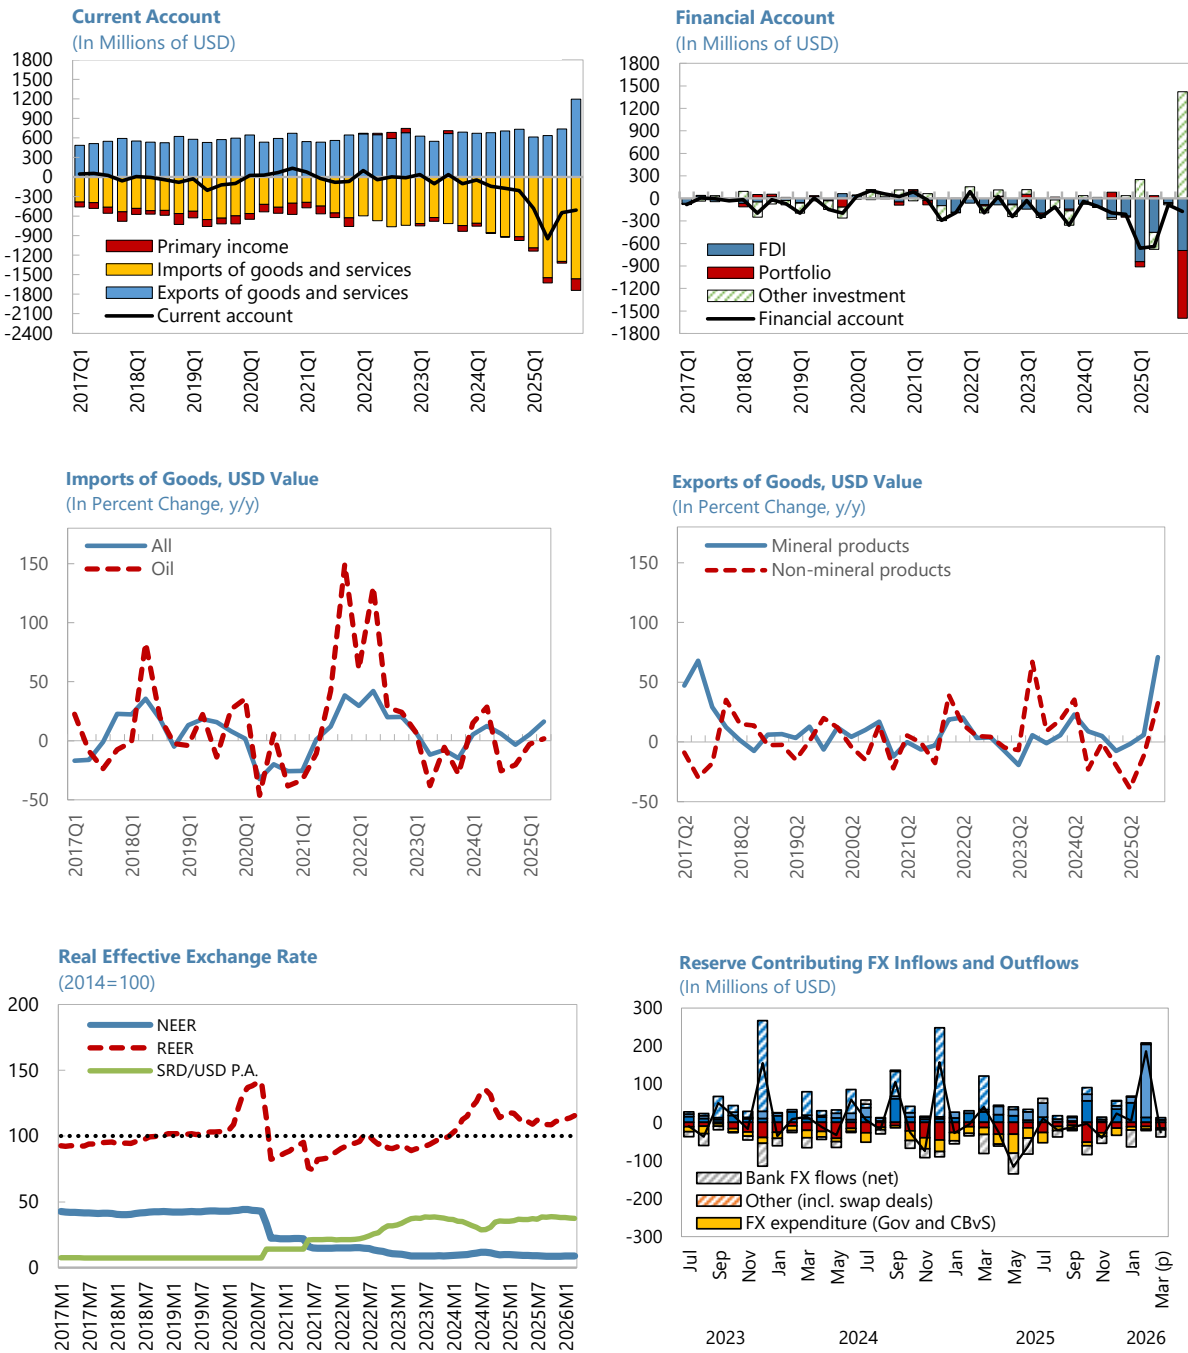 Current Account
(In Millions of USD)
1800
1500
1200
900
600
300
0
-300
-600
-900
-1200
-1500
-1800
-2100
-2400
Primary income
Imports of goods and services
Exports of goods and services
Current account
2017Q1
2018Q1
2019Q1
2020Q1
2021Q1
2022Q1
2023Q1
2024Q1
2025Q1
Financial Account
(In Millions of USD)
1800
1500
1200
900
600
300
0
-300
-600
-900
-1200
-1500
-1800
FDI
Portfolio
Other investment
Financial account
2017Q1
2018Q1
2019Q1
2020Q1
2021Q1
2022Q1
2023Q1
2024Q1
2025Q1
Imports of Goods, USD Value
(In Percent Change, y/y)
All
Oil
150
100
50
0
-50
2017Q1
2018Q1
2019Q1
2020Q1
2021Q1
2022Q1
2023Q1
2024Q1
2025Q1
Exports of Goods, USD Value
(In Percent Change, y/y)
Mineral products
Non-mineral products
150
100
50
0
-50
2017Q2
2018Q2
2019Q2
2020Q2
2021Q2
2022Q2
2023Q2
2024Q2
2025Q2
Real Effective Exchange Rate
(2014=100)
200
150
100
50
0
NEER
REER
SRD/USD P.A.
2017M1
2017M7
2018M1
2018M7
2019M1
2019M7
2020M1
2020M7
2021M1
2021M7
2022M1
2022M7
2023M1
2023M7
2024M1
2024M7
2025M1
2025M7
2026M1
Reserve Contributing FX Inflows and Outflows
(In Millions of USD)
300
200
100
0
-100
-200
-300
Bank FX flows (net)
Other (incl. swap deals)
FX expenditure (Gov and CBvS)
Jul
Sep
Nov
Jan
Mar
May
Jul
Sep
Nov
Jan
Mar
May
Jul
Sep
Nov
Jan
Mar (p)
2023
2024
2025
2026